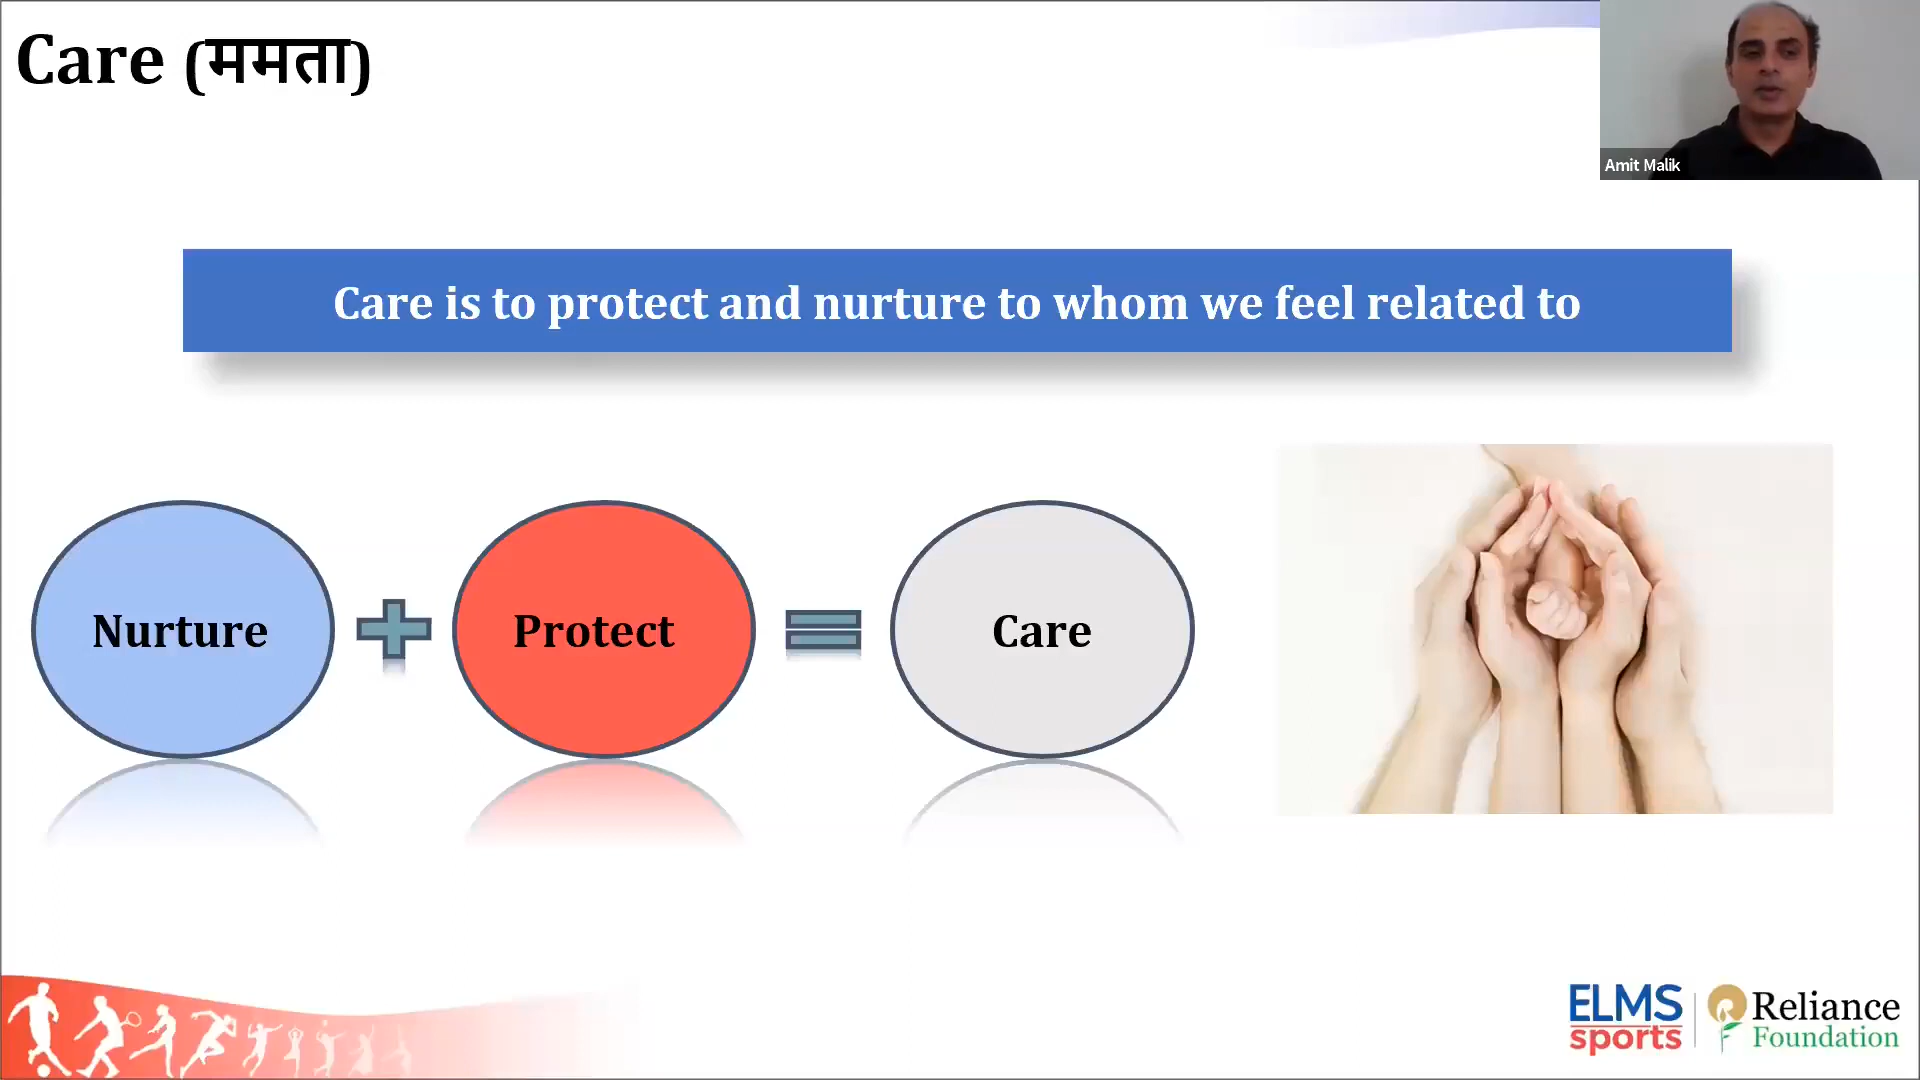 Care (ममता)
Amit Malik
Care is to protect and nurture to whom we feel related to
Nurture
Protect
Care
ELMS
sports
Reliance
Foundation